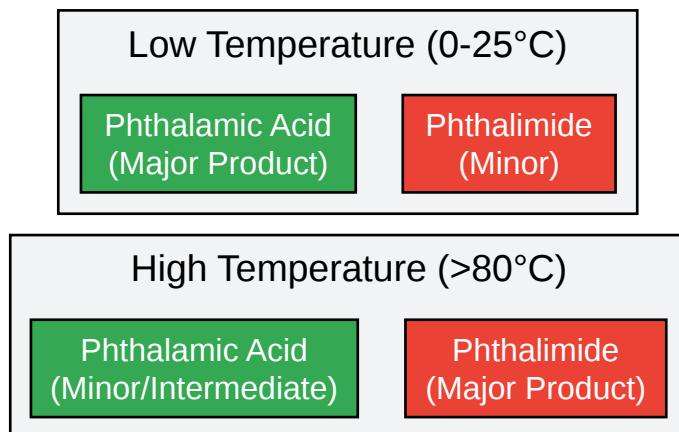 Low Temperature (0-25°C)
Phthalamic Acid
(Major Product)
Phthalimide
(Minor)
High Temperature (>80°C)
Phthalamic Acid
(Minor/Intermediate)
Phthalimide
(Major Product)